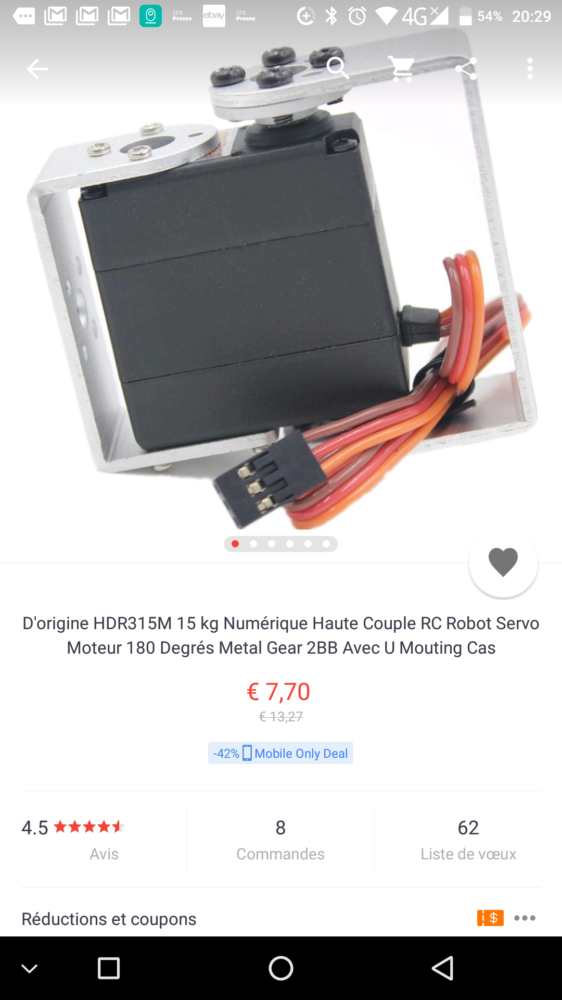 SFR
Presse
ebay
SFR
Presse
4G
54%
20:29
D'origine HDR315M 15 kg Numérique Haute Couple RC Robot Servo
Moteur 180 Degrés Metal Gear 2BB Avec U Mouting Cas
€ 7,70
€ 13,27
-42% Mobile Only Deal
4.5
8
62
Avis
Commandes
Liste de vœux
Réductions et coupons
$